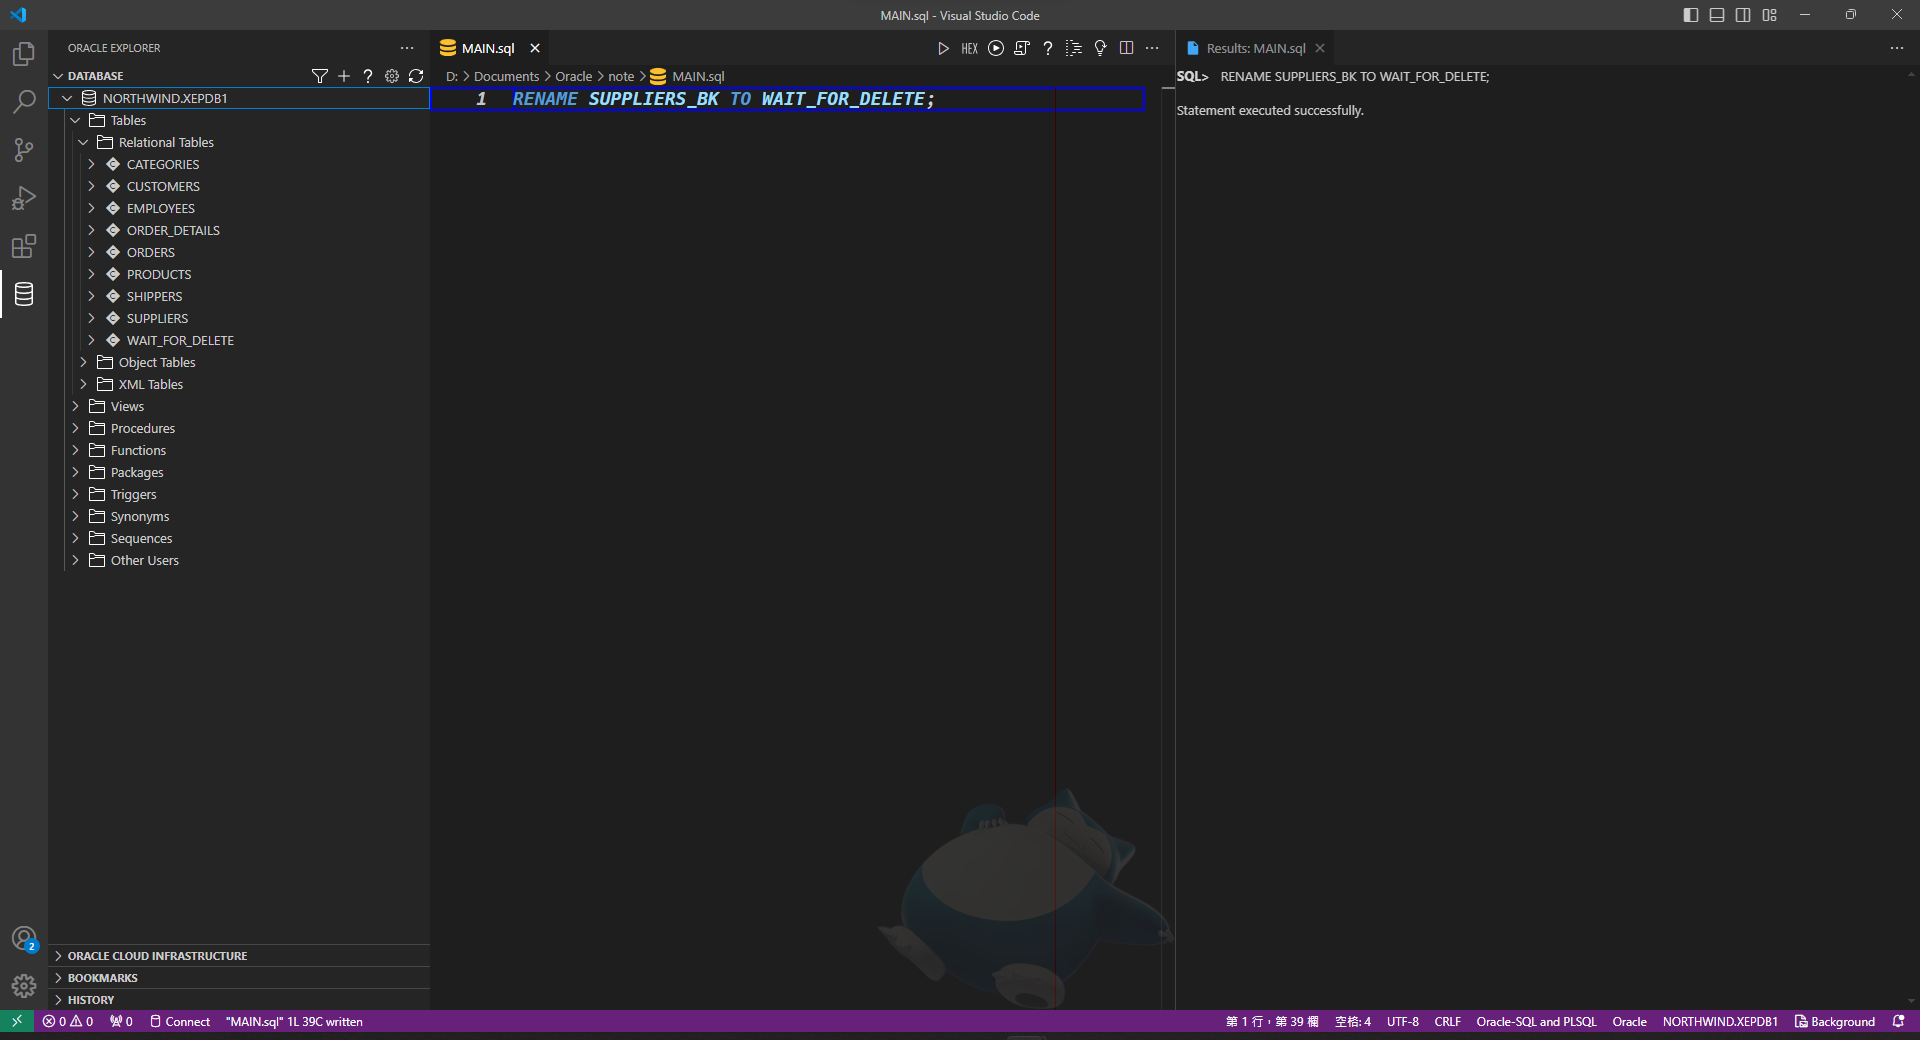 MAIN.sql - Visual Studio Code
ORACLE EXPLORER
DATABASE
NORTHWIND.XEPDB1
Tables
Relational Tables
CATEGORIES
CUSTOMERS
EMPLOYEES
ORDER_DETAILS
ORDERS
PRODUCTS
SHIPPERS
SUPPLIERS
WAIT_FOR_DELETE
Object Tables
XML Tables
Views
Procedures
Functions
Packages
Triggers
Synonyms
Sequences
Other Users
ORACLE CLOUD INFRASTRUCTURE
BOOKMARKS
HISTORY
2
MAIN.sql
HEX
D: > Documents > Oracle > note > MAIN.sql
1 RENAME SUPPLIERS_BK TO WAIT_FOR_DELETE;
Results: MAIN.sql
SQL> RENAME SUPPLIERS_BK TO WAIT_FOR_DELETE;
Statement executed successfully.
0 0 0 Connect "MAIN.sql" 1L 39C written 第 1 行，第 39 欄 空格: 4 UTF-8 CRLF Oracle-SQL and PLSQL Oracle NORTHWIND.XEPDB1 Background